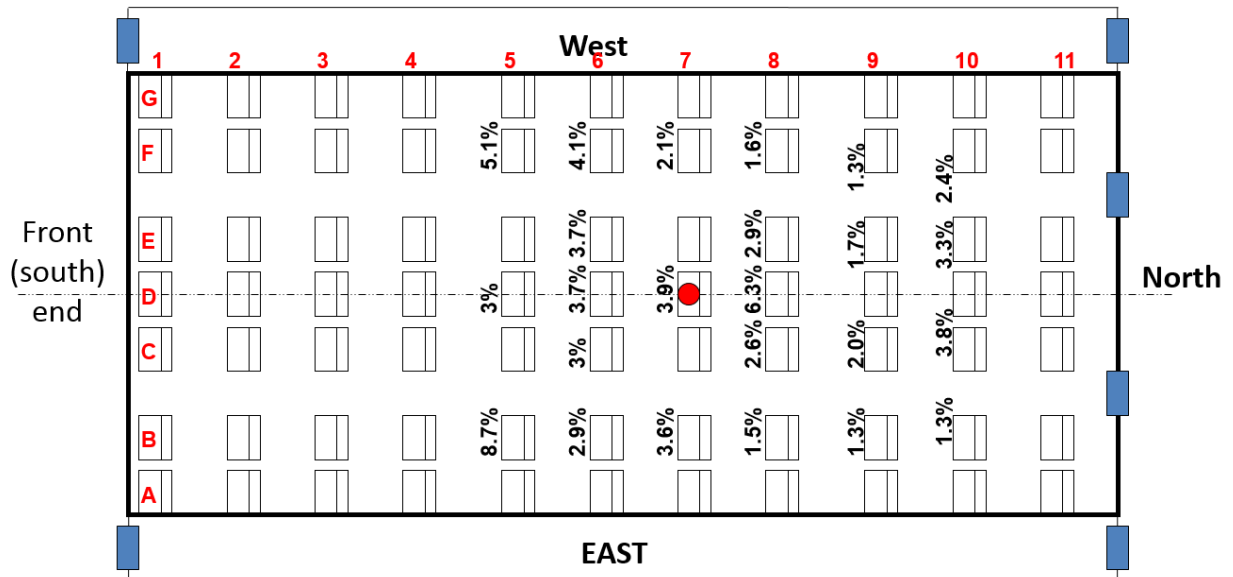 West
1 2 3 4 5 6 7 8 9 10 11
G
F 5.1% 4.1% 2.1% 1.6% 1.3% 2.4%
E 3.7% 2.9% 1.7% 3.3%
Front
(south)
end
D 3% 3.7% 3.9% 6.3%
North
C 3% 2.6% 2.0% 3.8%
B 8.7% 2.9% 3.6% 1.5% 1.3% 1.3%
A
EAST